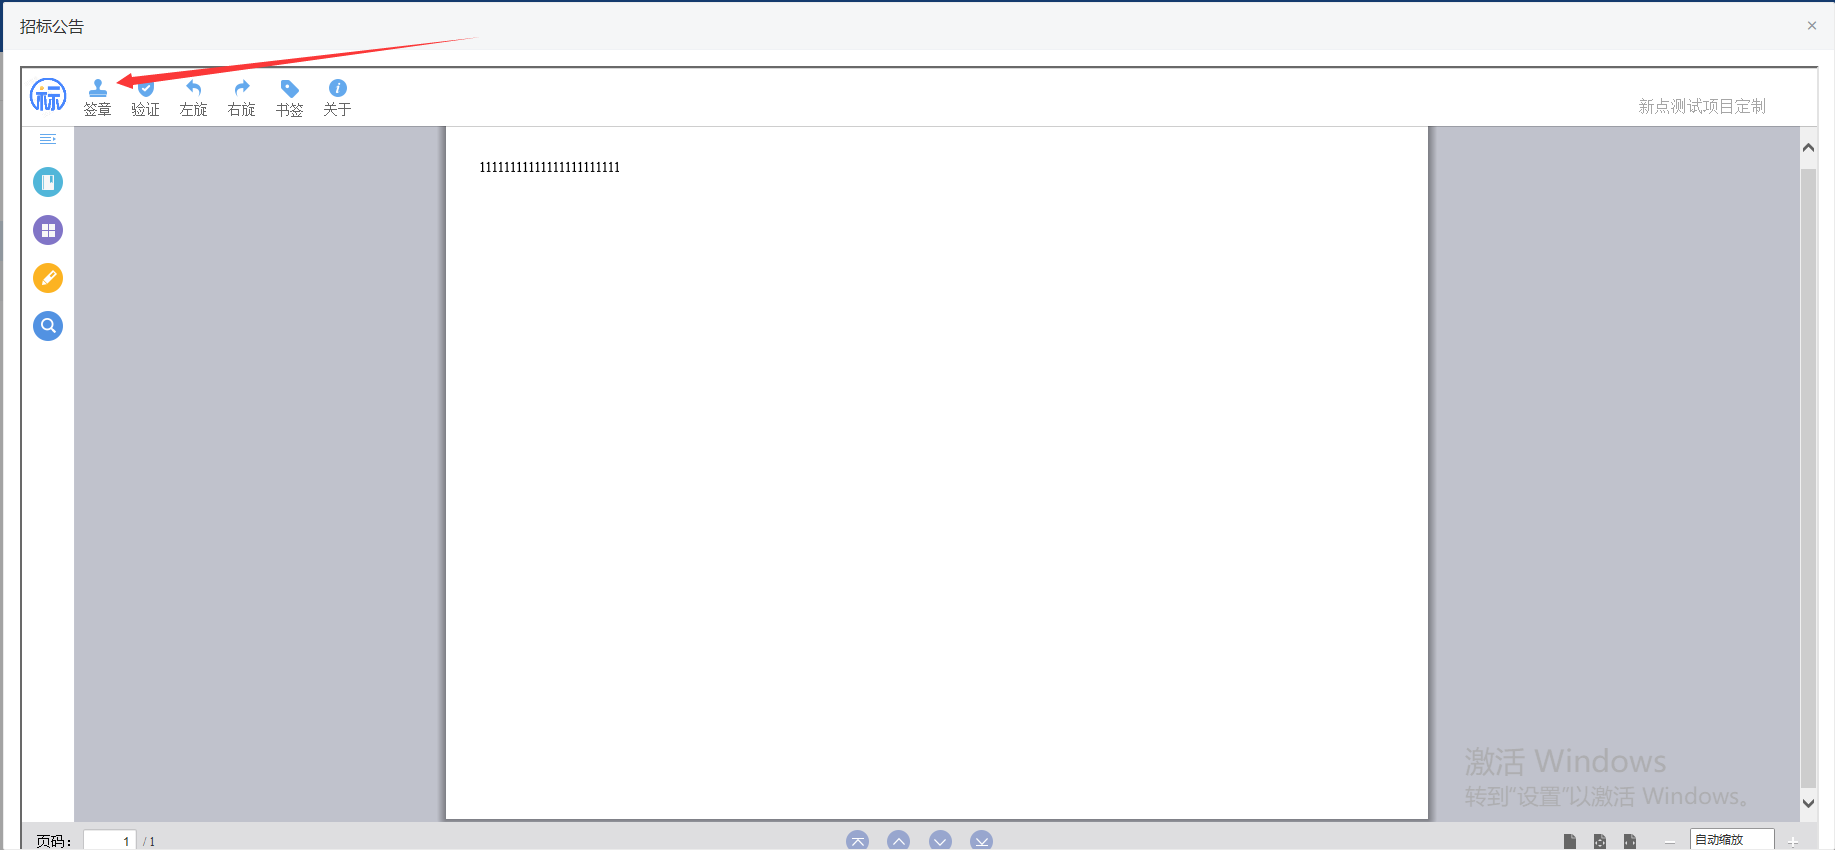 招标公告
×
标
签章 验证 左旋 右旋 书签 关于
新点测试项目定制
11111111111111111111111
激活 Windows
转到"设置"以激活 Windows。
页码： 1 / 1
自动缩放